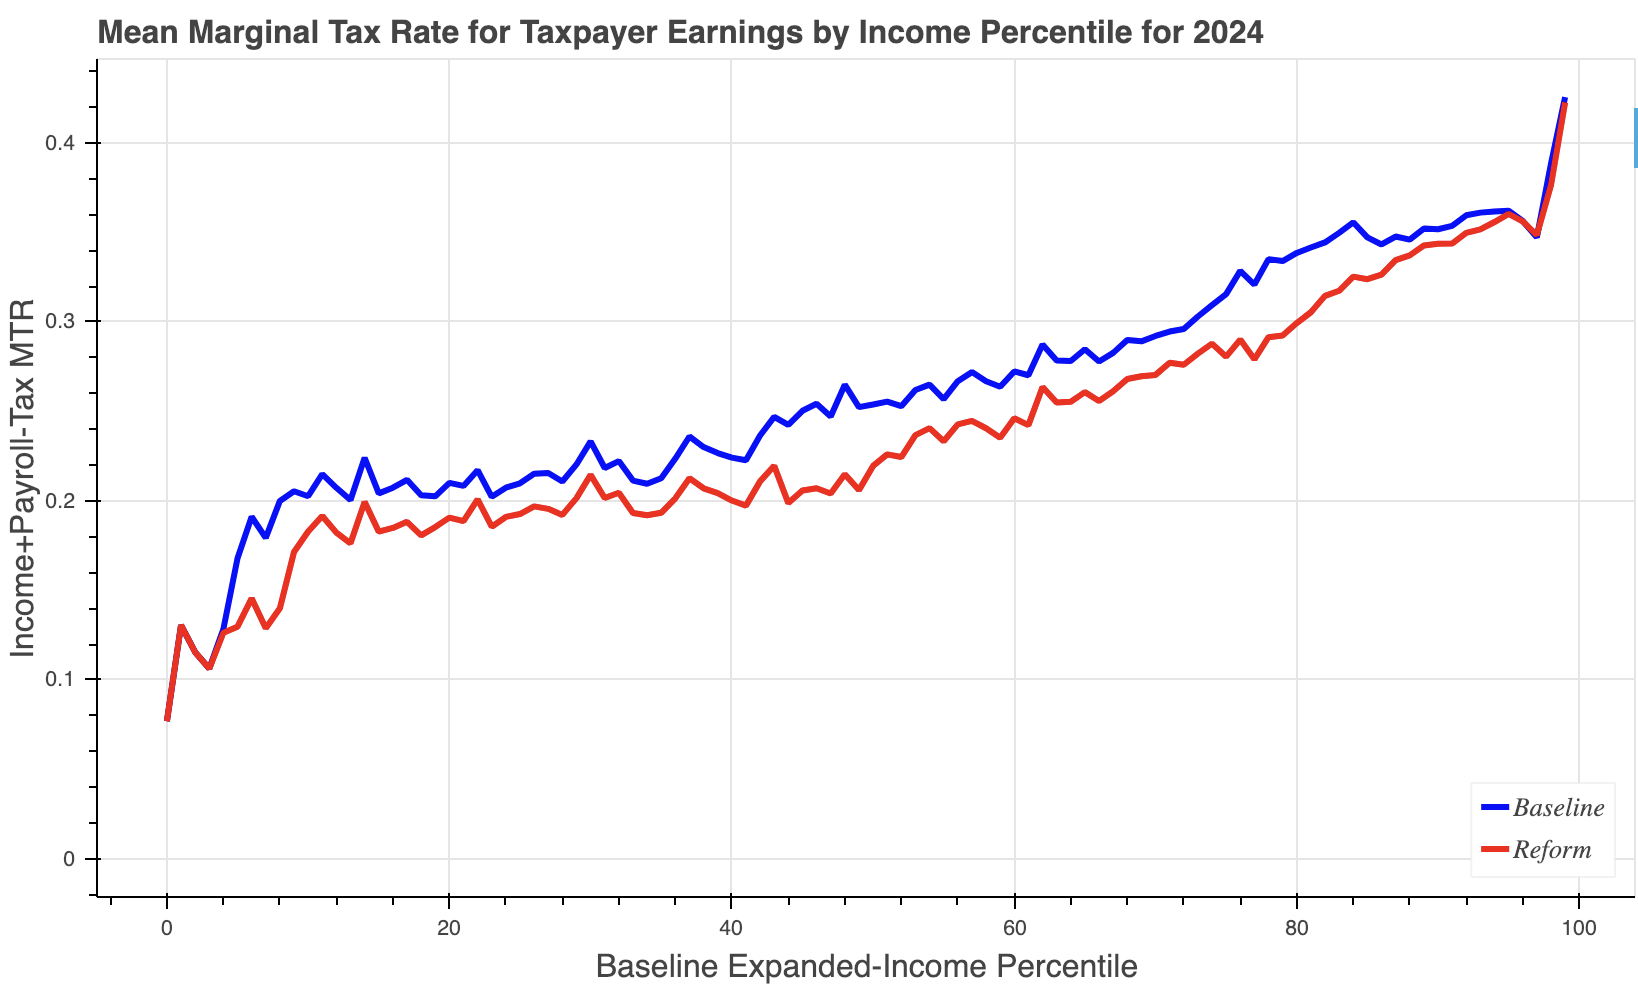 Mean Marginal Tax Rate for Taxpayer Earnings by Income Percentile for 2024
Income+Payroll-Tax MTR
0.4
0.3
0.2
0.1
0
Baseline
Reform
0 20 40 60 80 100
Baseline Expanded-Income Percentile